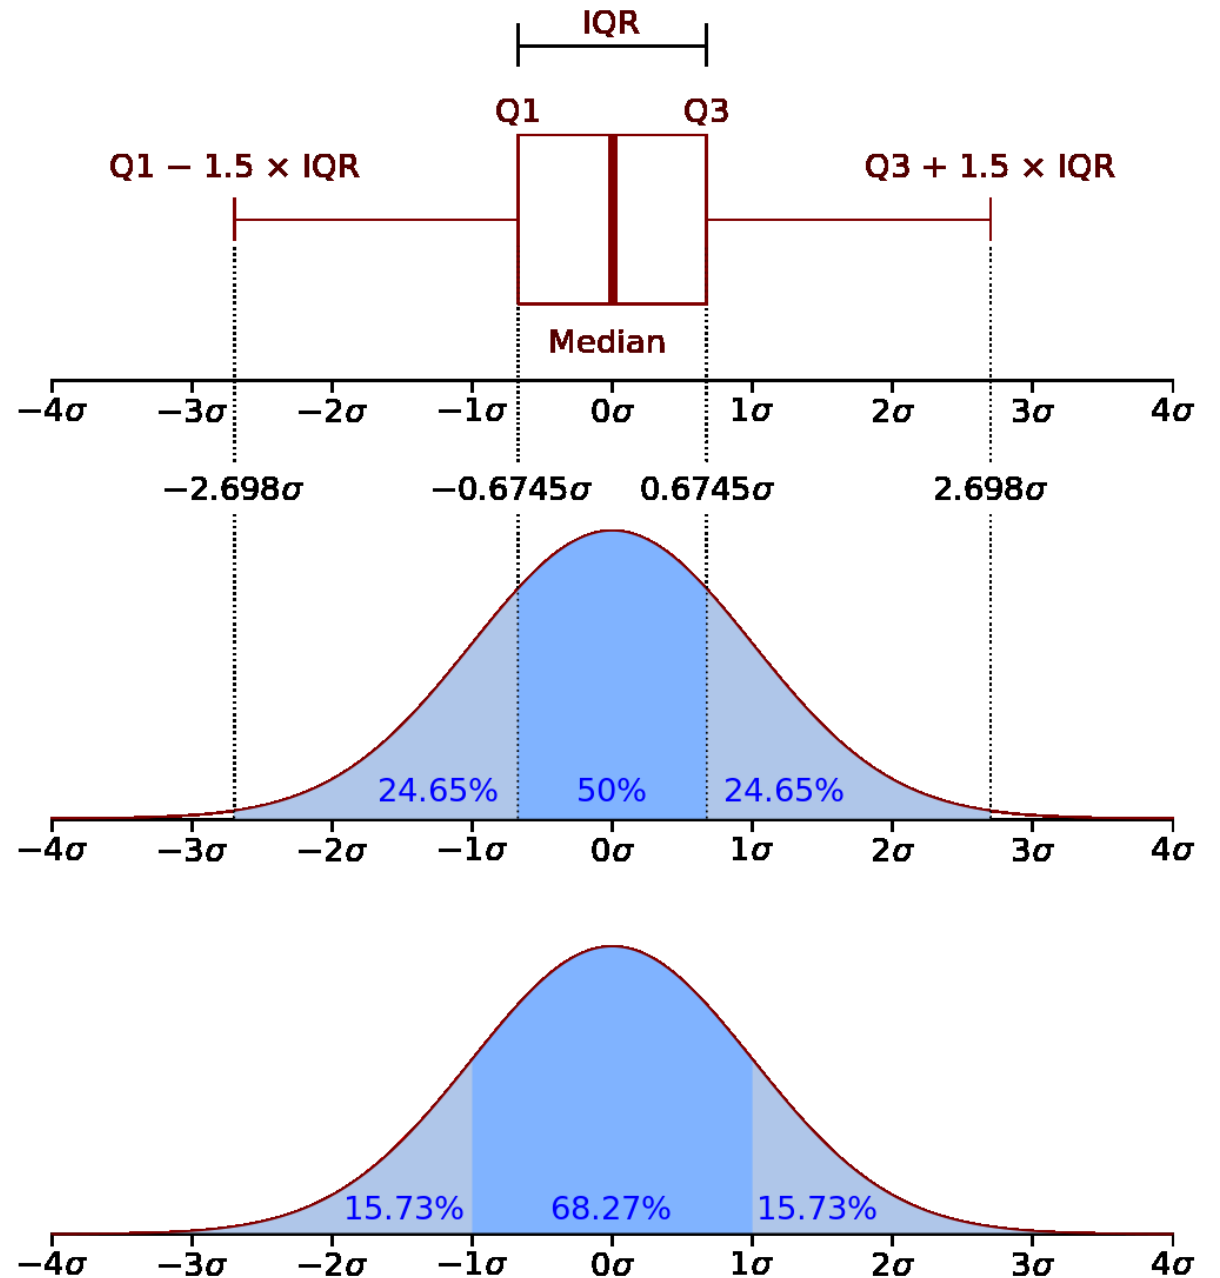 IQR
Q1 Q3
Q1 − 1.5 × IQR Q3 + 1.5 × IQR
Median
−4σ −3σ −2σ −1σ 0σ 1σ 2σ 3σ 4σ
−2.698σ −0.6745σ 0.6745σ 2.698σ
24.65% 50% 24.65%
−4σ −3σ −2σ −1σ 0σ 1σ 2σ 3σ 4σ
15.73% 68.27% 15.73%
−4σ −3σ −2σ −1σ 0σ 1σ 2σ 3σ 4σ